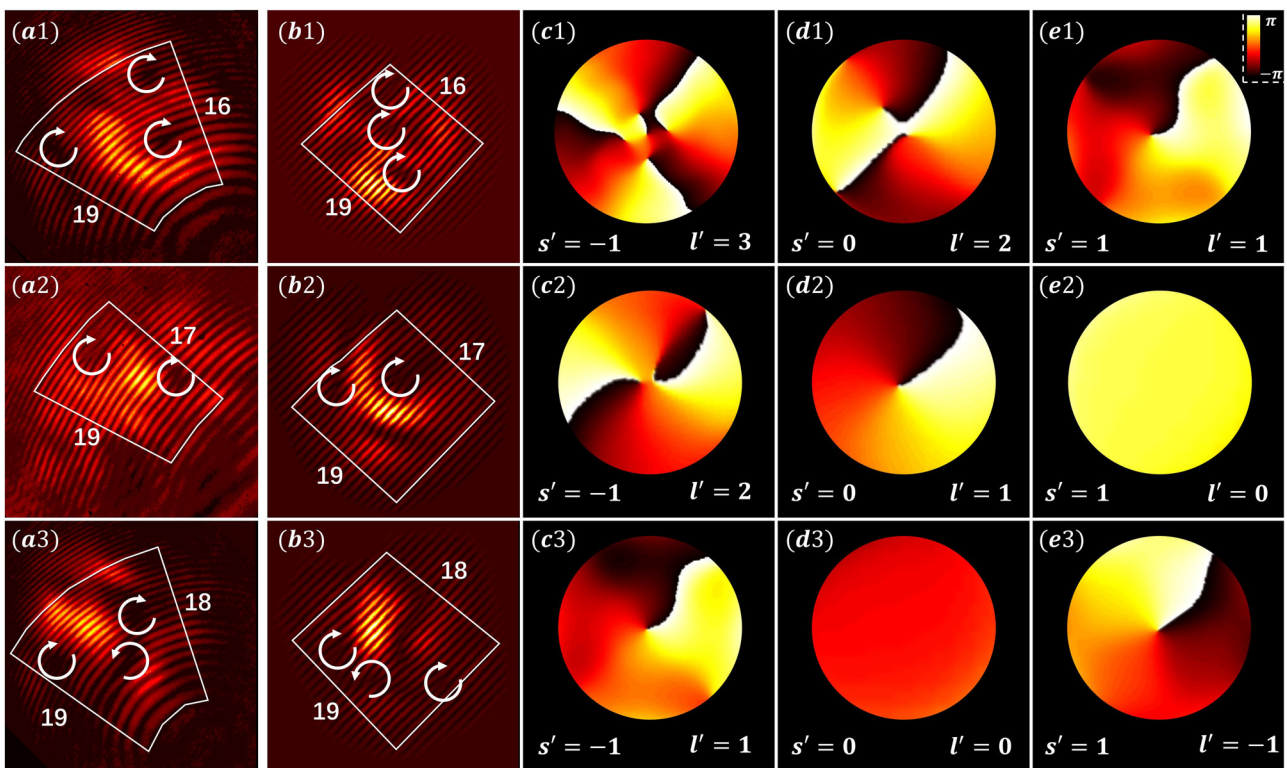 (a1)
16
19
(b1)
16
19
(c1)
s′ = −1 l′ = 3
(d1)
s′ = 0 l′ = 2
(e1)
π
−π
s′ = 1 l′ = 1
(a2)
17
19
(b2)
17
19
(c2)
s′ = −1 l′ = 2
(d2)
s′ = 0 l′ = 1
(e2)
s′ = 1 l′ = 0
(a3)
18
19
(b3)
18
19
(c3)
s′ = −1 l′ = 1
(d3)
s′ = 0 l′ = 0
(e3)
s′ = 1 l′ = −1